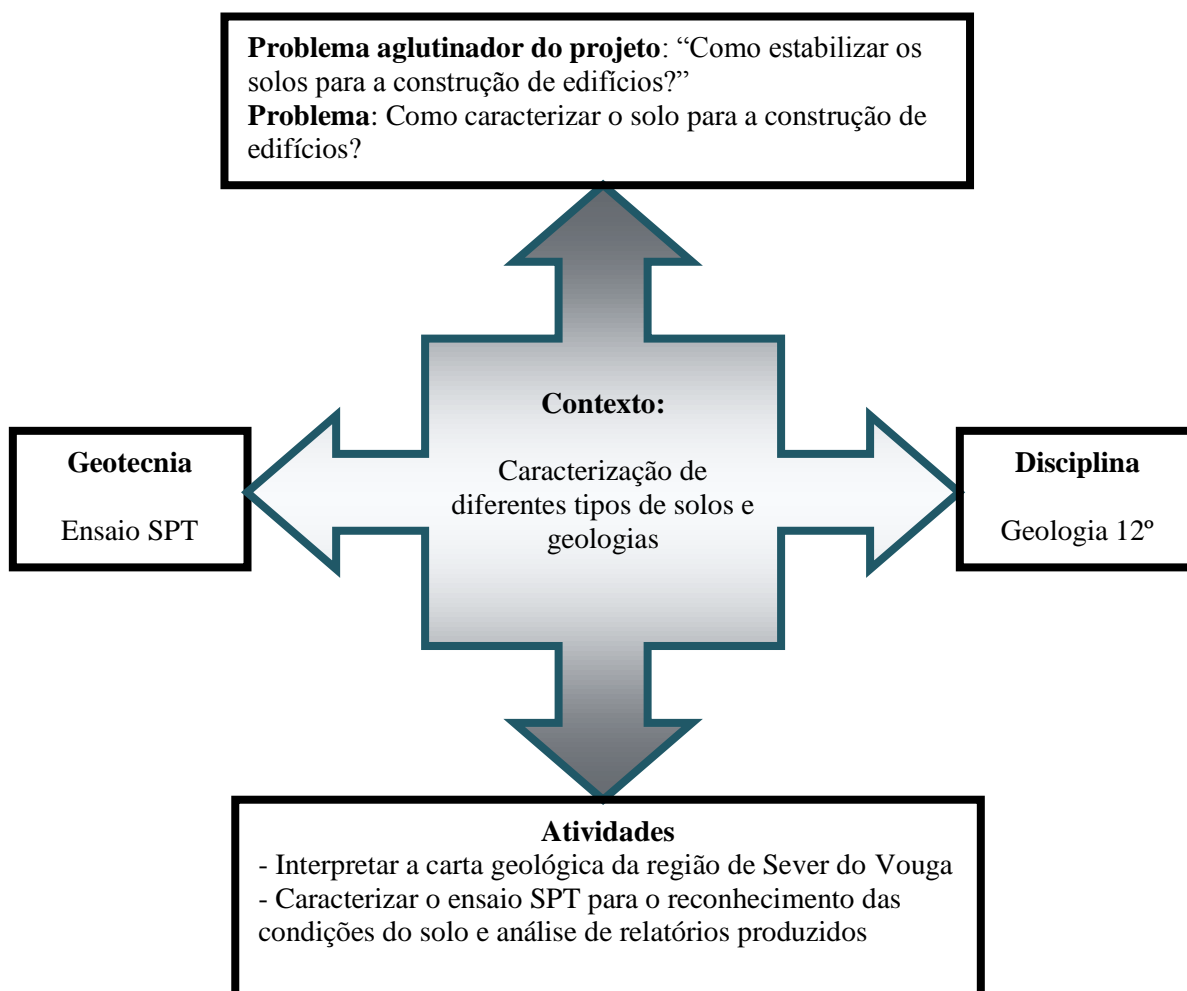 Problema aglutinador do projeto: “Como estabilizar os
solos para a construção de edifícios?”
Problema: Como caracterizar o solo para a construção de
edifícios?
Contexto:
Caracterização de
diferentes tipos de solos e
geologias
Geotecnia
Ensaio SPT
Disciplina
Geologia 12º
Atividades
- Interpretar a carta geológica da região de Sever do Vouga
- Caracterizar o ensaio SPT para o reconhecimento das
condições do solo e análise de relatórios produzidos